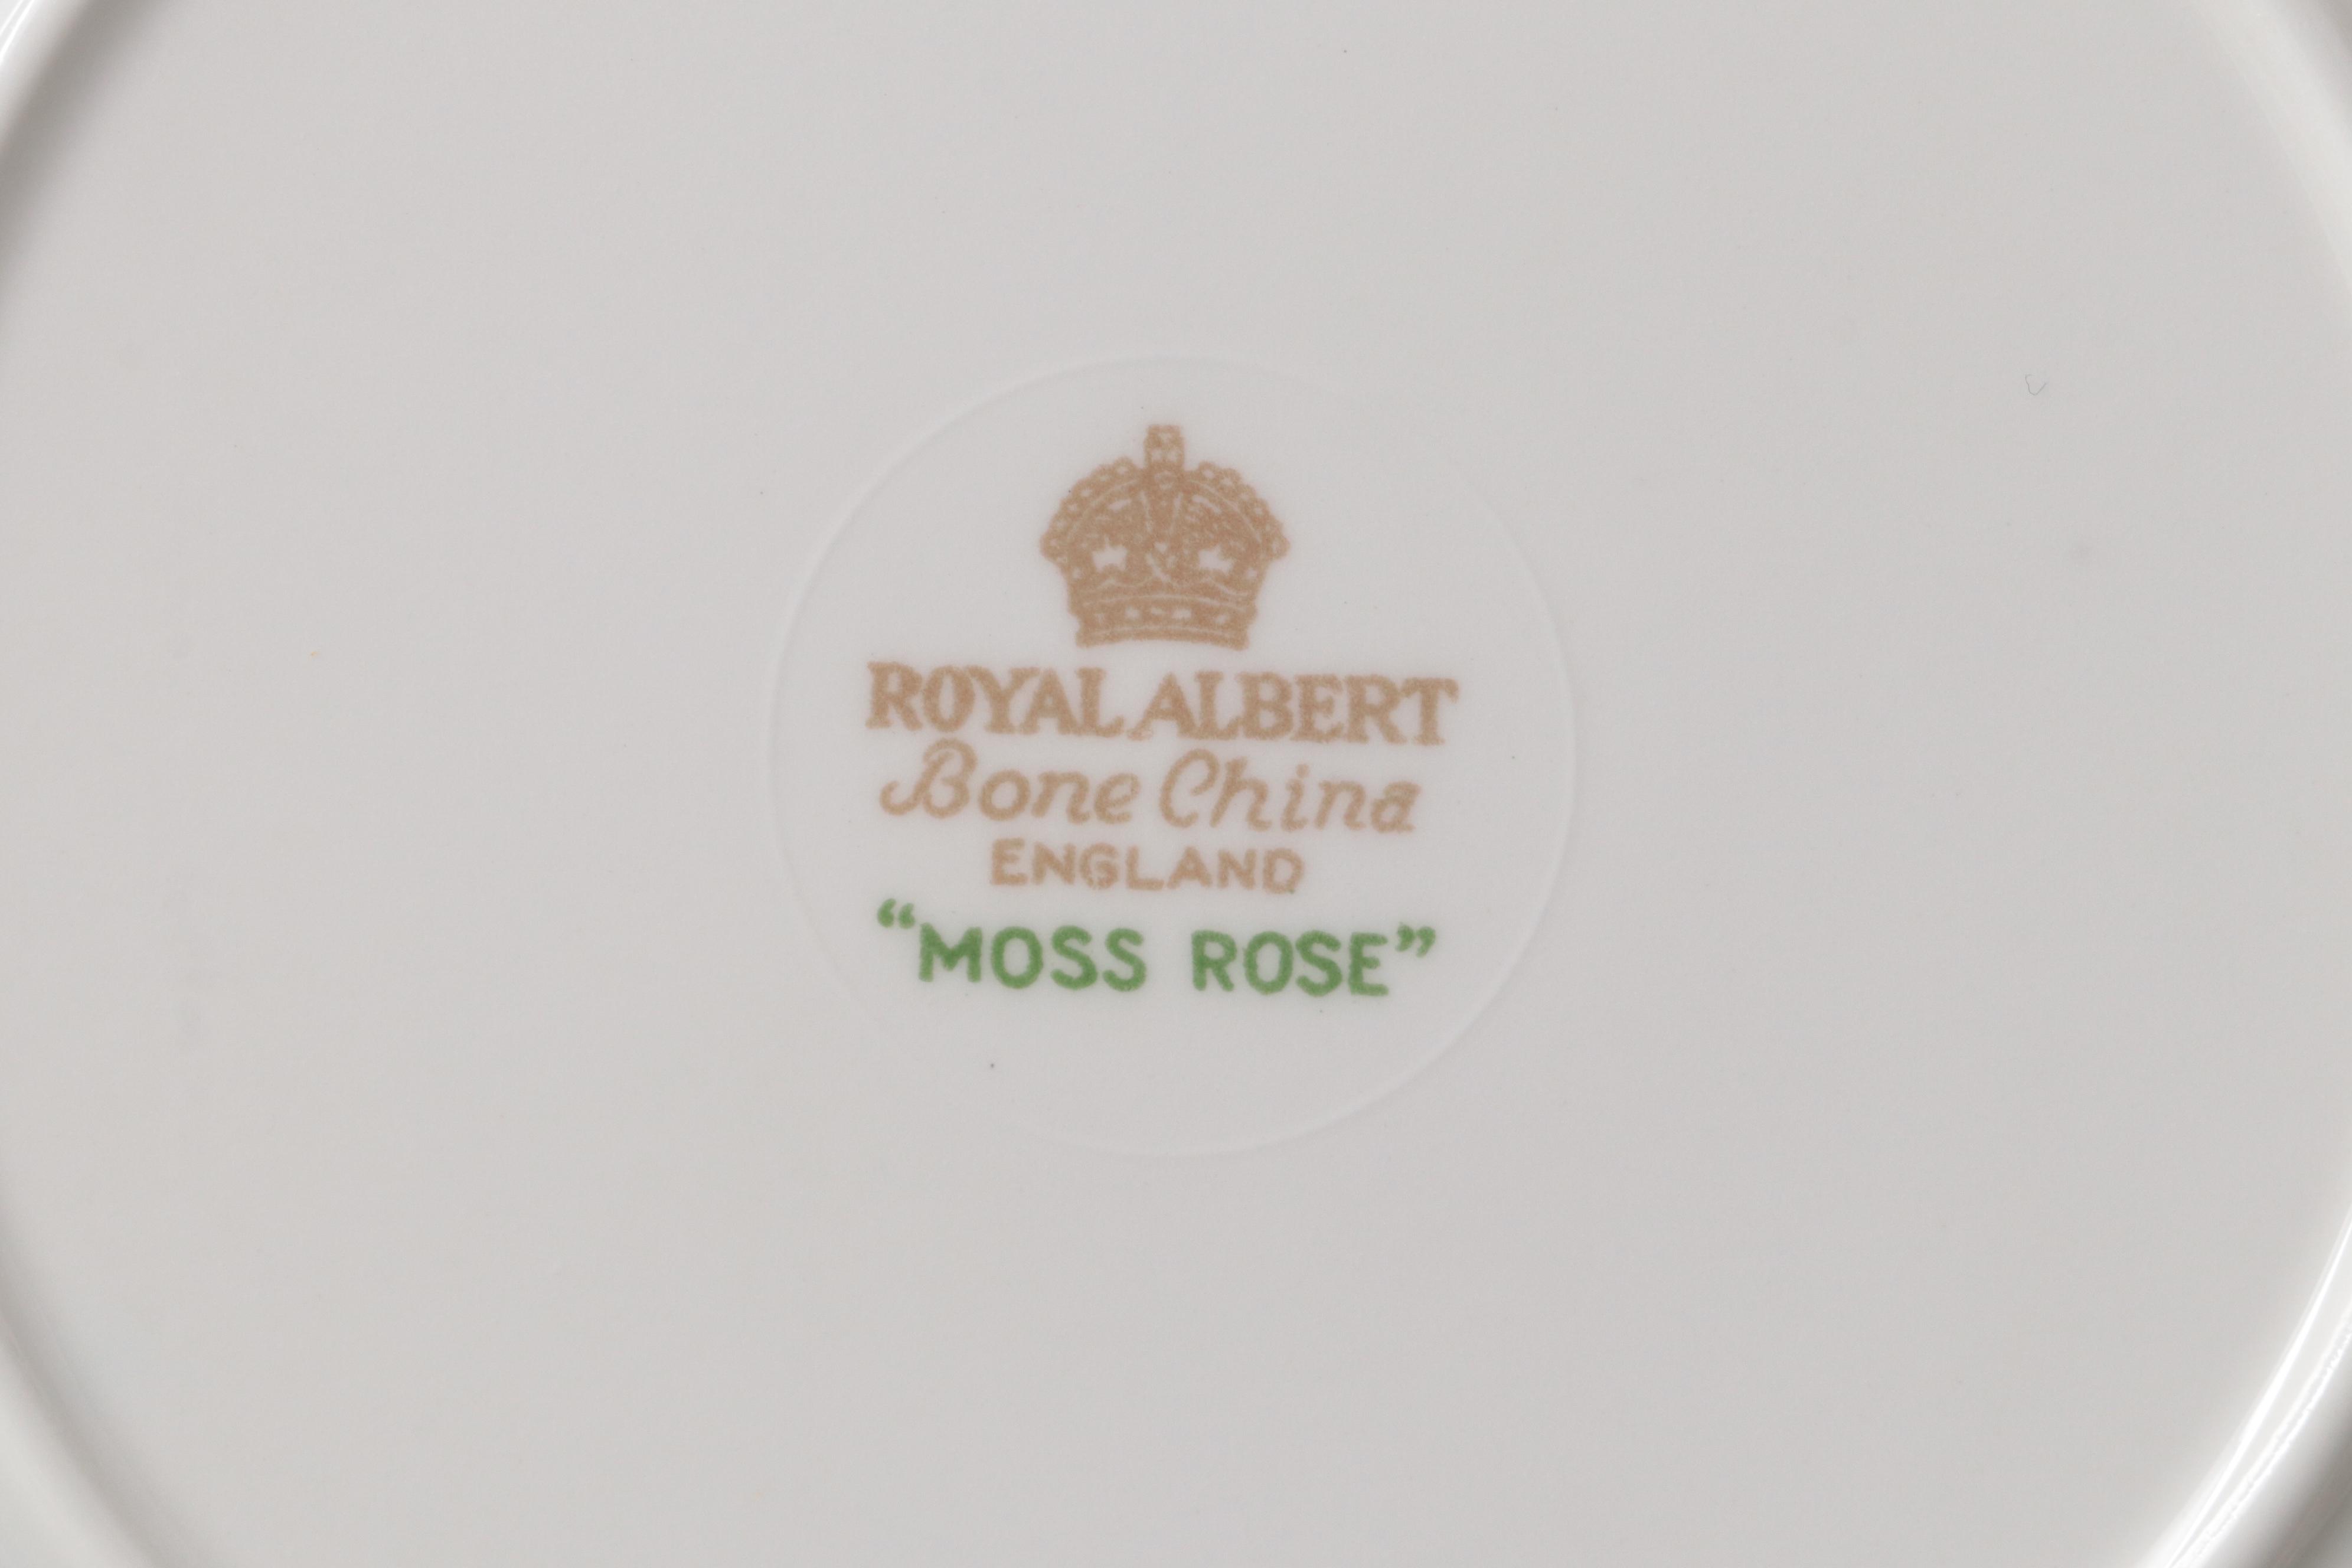 ROYAL ALBERT
Bone China
ENGLAND
“MOSS ROSE”